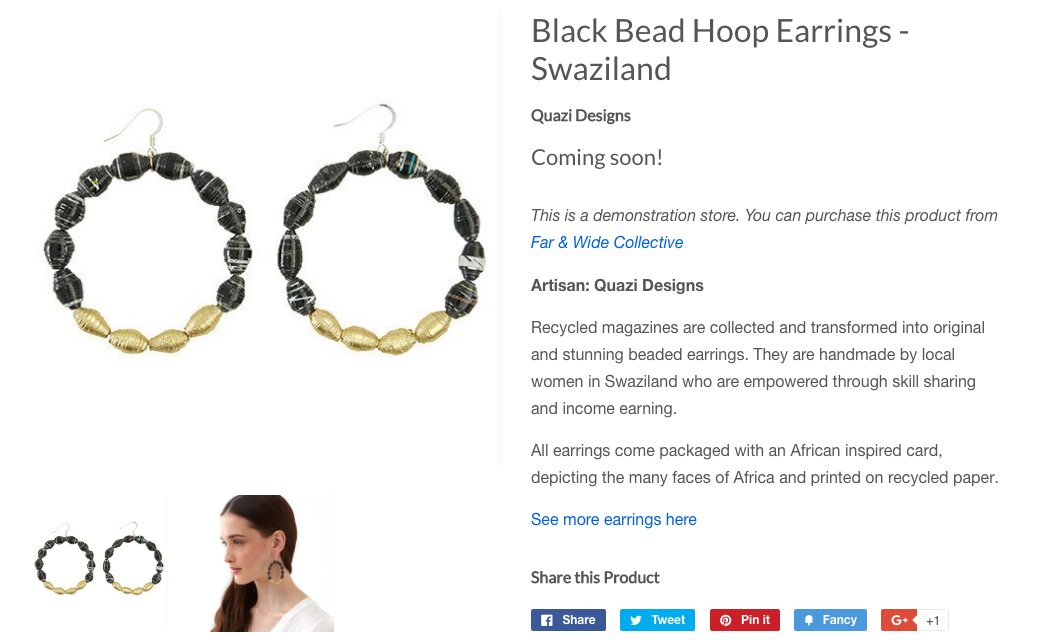 Black Bead Hoop Earrings -
Swaziland
Quazi Designs
Coming soon!
This is a demonstration store. You can purchase this product from
Far & Wide Collective
Artisan: Quazi Designs
Recycled magazines are collected and transformed into original
and stunning beaded earrings. They are handmade by local
women in Swaziland who are empowered through skill sharing
and income earning.
All earrings come packaged with an African inspired card,
depicting the many faces of Africa and printed on recycled paper.
See more earrings here
Share this Product
Share Tweet Pin it Fancy G+ +1